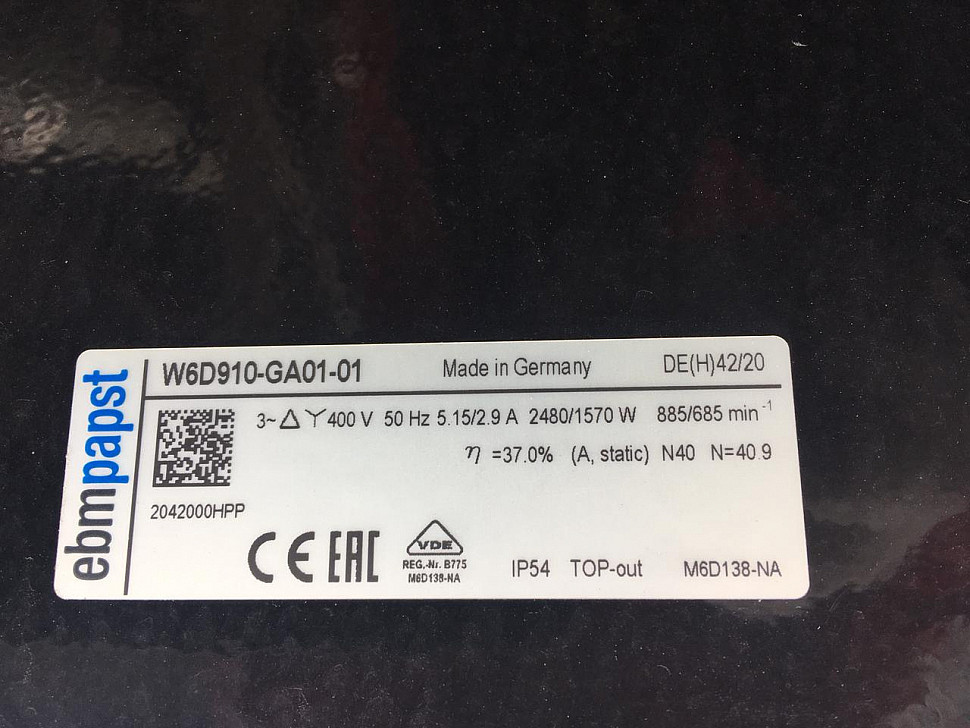 ebmpapst
W6D910-GA01-01 Made in Germany DE(H)42/20
3~ △ Y 400 V 50 Hz 5.15/2.9 A 2480/1570 W 885/685 min⁻¹
η =37.0% (A, static) N40 N=40.9
2042000HPP
CE EAC VDE
REG.-Nr. B775
M6D138-NA
IP54 TOP-out M6D138-NA